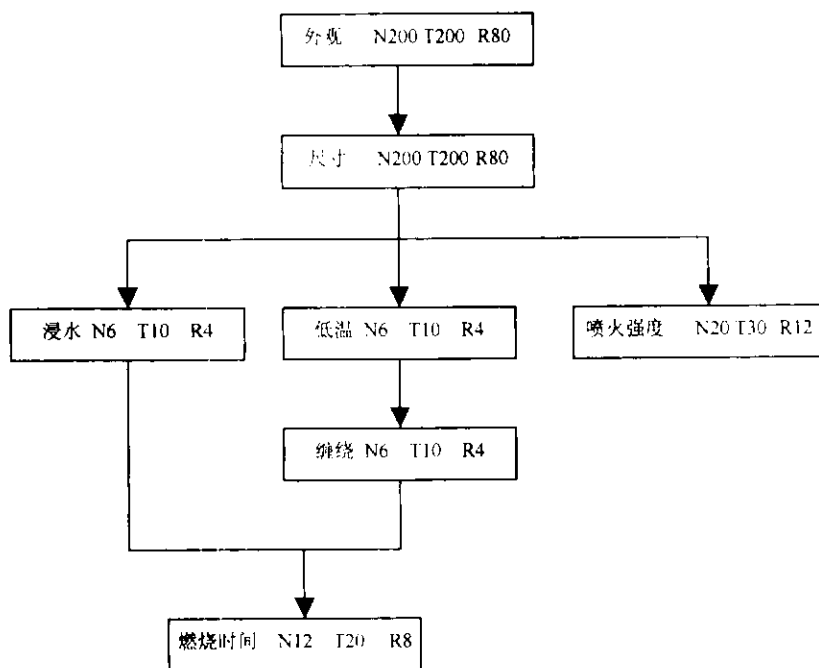 外观 N200 T200 R80
尺寸 N200 T200 R80
浸水 N6 T10 R4
低温 N6 T10 R4
喷火强度 N20 T30 R12
缠绕 N6 T10 R4
燃烧时间 N12 T20 R8